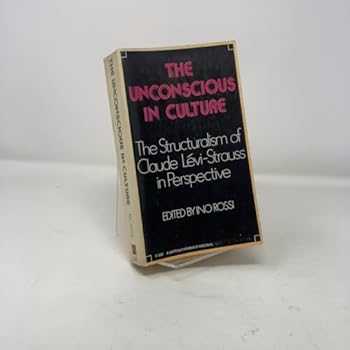 THE
UNCONSCIOUS
IN CULTURE
The Structuralism of
Claude Lévi-Strauss
in Perspective
EDITED BY INO ROSSI
THE UNCONSCIOUS IN CULTURE